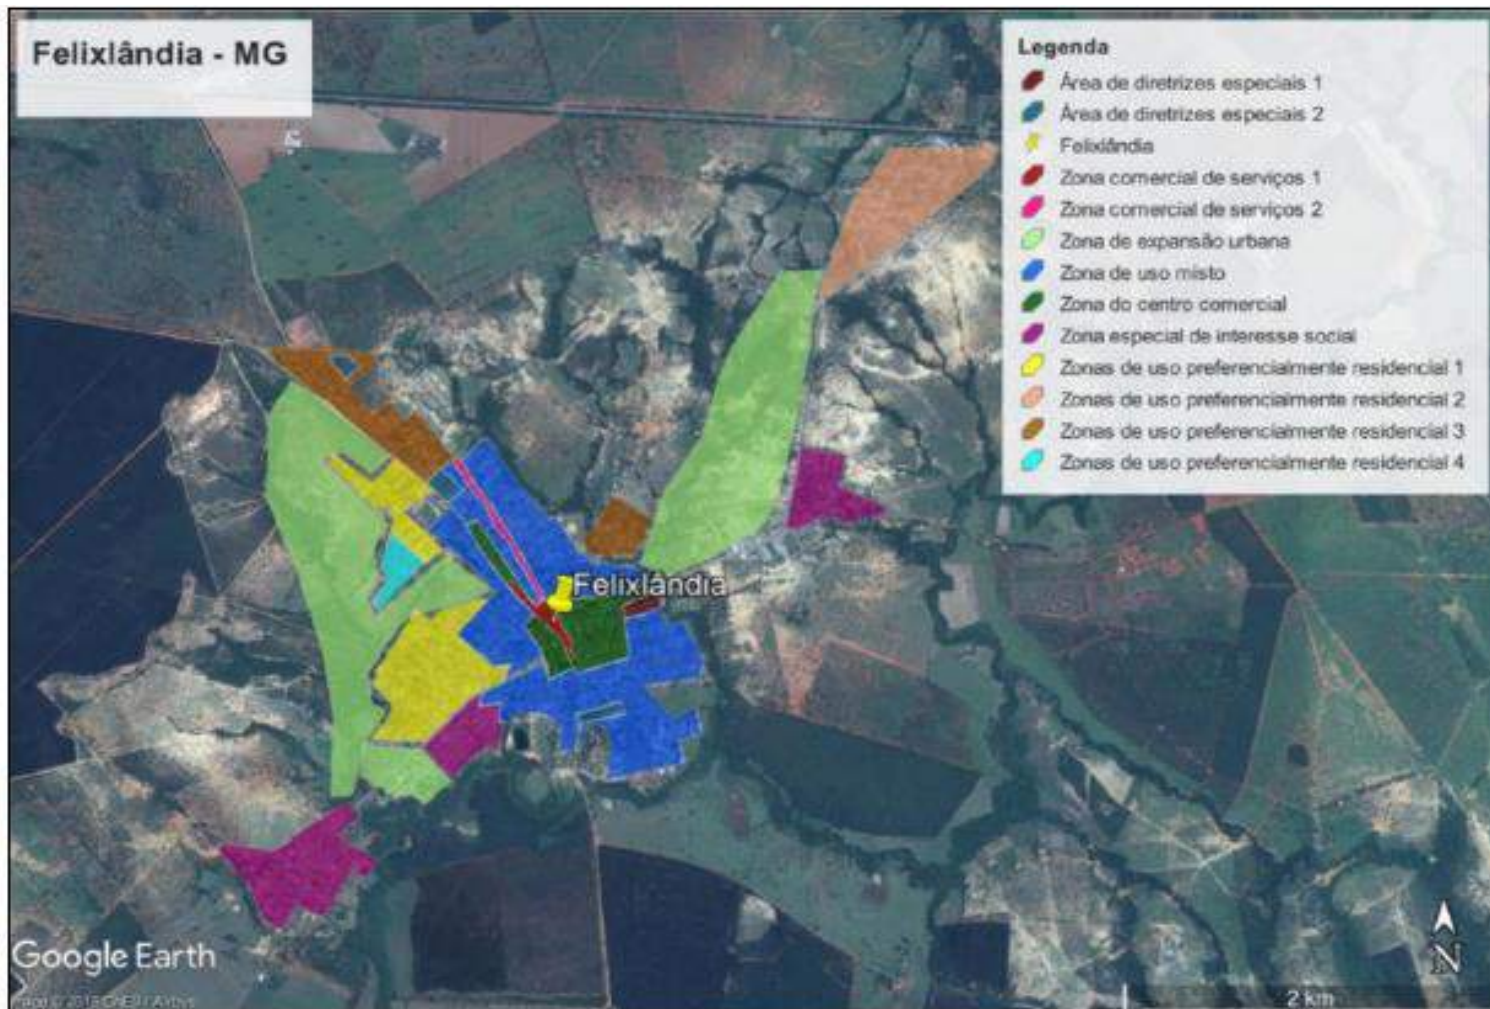 Felixlândia - MG
Legenda
Área de diretrizes especiais 1
Área de diretrizes especiais 2
Felixlândia
Zona comercial de serviços 1
Zona comercial de serviços 2
Zona de expansão urbana
Zona de uso misto
Zona do centro comercial
Zona especial de interesse social
Zonas de uso preferencialmente residencial 1
Zonas de uso preferencialmente residencial 2
Zonas de uso preferencialmente residencial 3
Zonas de uso preferencialmente residencial 4
Felixlândia
Google Earth
N
2 km